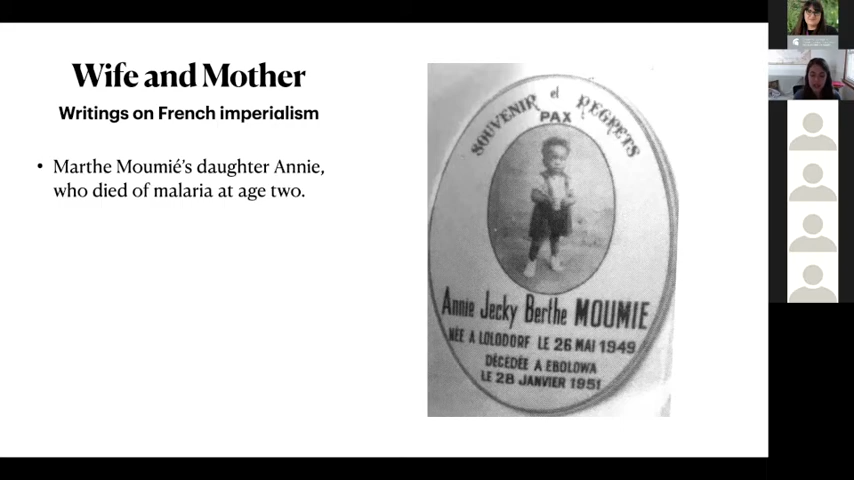 Wife and Mother
Writings on French imperialism
• Marthe Moumié's daughter Annie,
who died of malaria at age two.
SOUVENIR et REGRETS
PAX
Annie Jecky Berthe MOUMIE
NÉE A LOLODORF LE 26 MAI 1949
DÉCÉDÉE A EBOLOWA
LE 28 JANVIER 1951